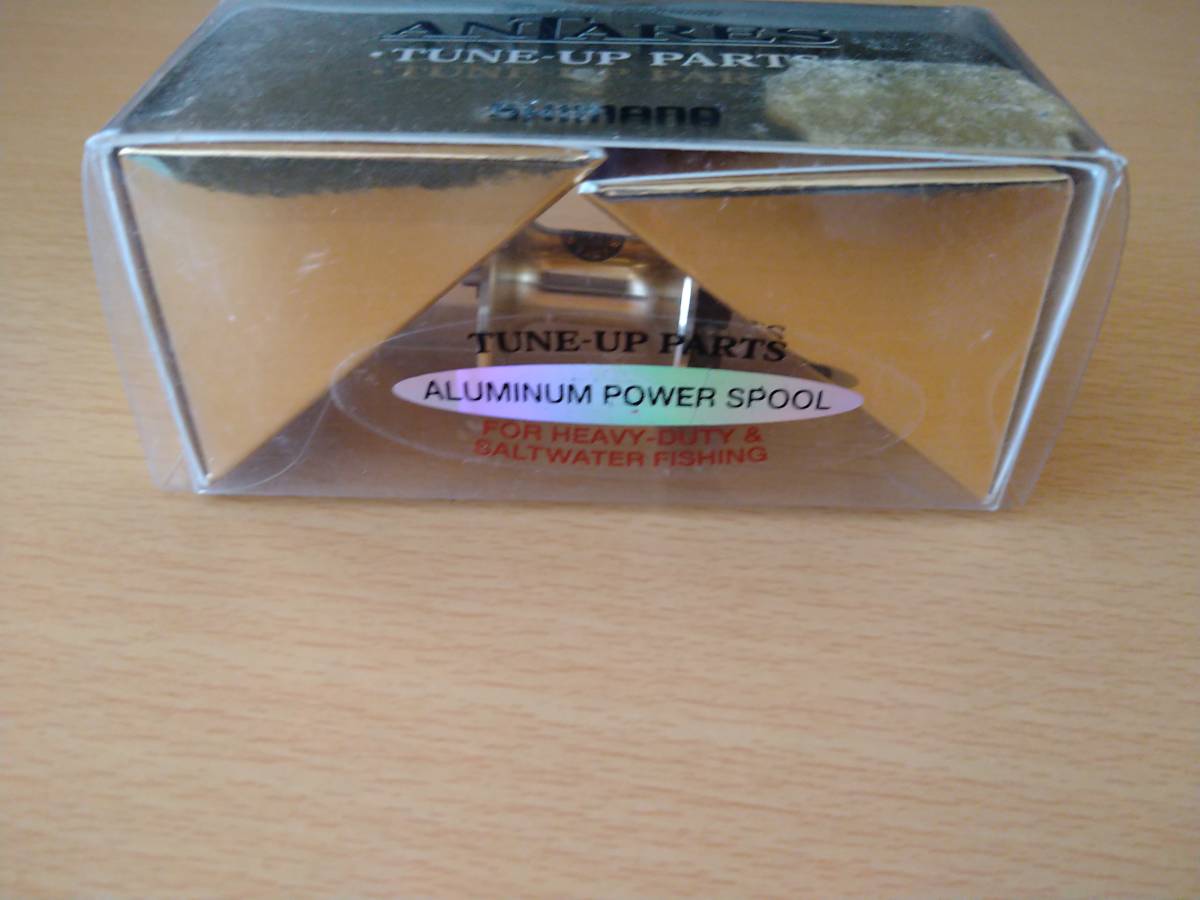 ANTARES
·TUNE-UP PARTS
SHIMANO
TUNE-UP PARTS
ALUMINUM POWER SPOOL
FOR HEAVY-DUTY &
SALTWATER FISHING